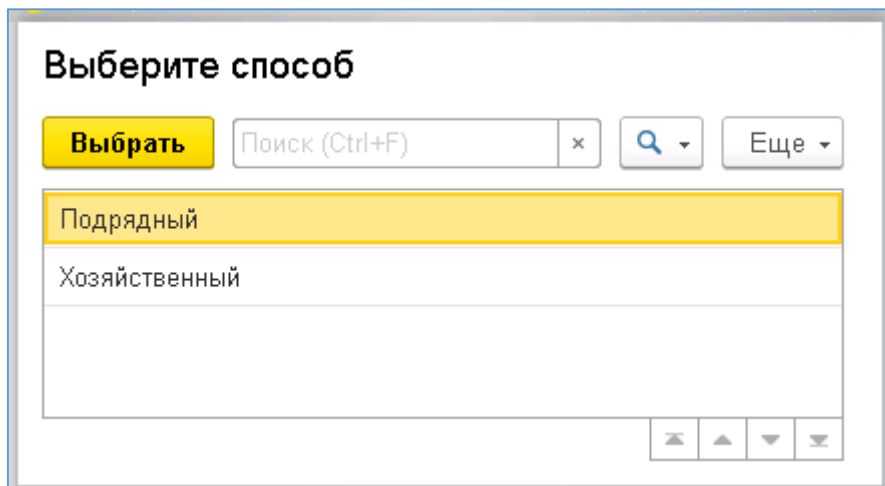 Выберите способ
Выбрать Поиск (Ctrl+F) × Еще
Подрядный
Хозяйственный